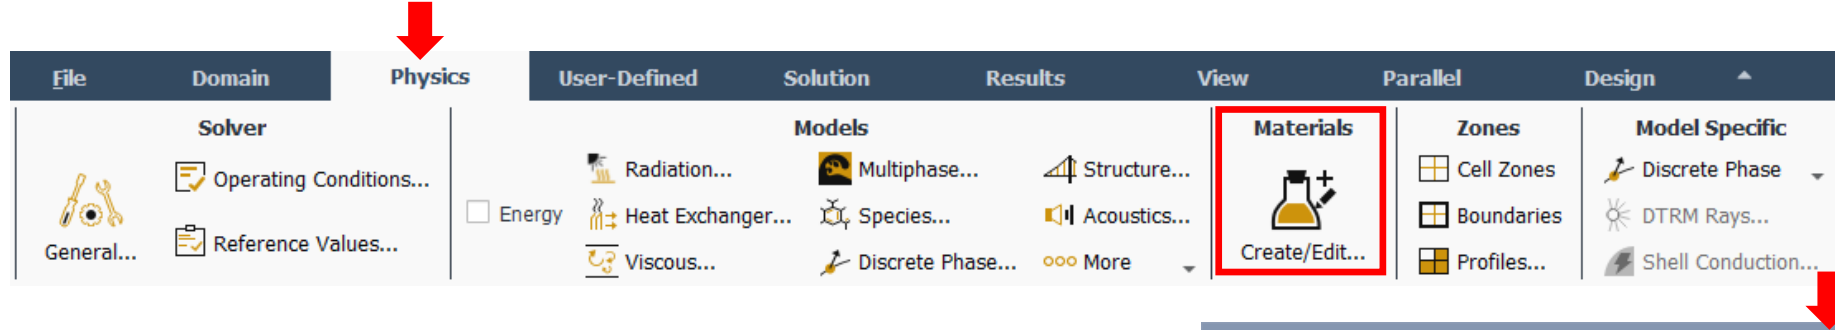 File Domain Physics User-Defined Solution Results View Parallel Design
Solver Models Materials Zones Model Specific
Radiation... Multiphase... Structure... Cell Zones Discrete Phase
Operating Conditions...
Energy Heat Exchanger... Species... Acoustics... Boundaries DTRM Rays...
General... Reference Values... Create/Edit...
Viscous... Discrete Phase... More Profiles... Shell Conduction...